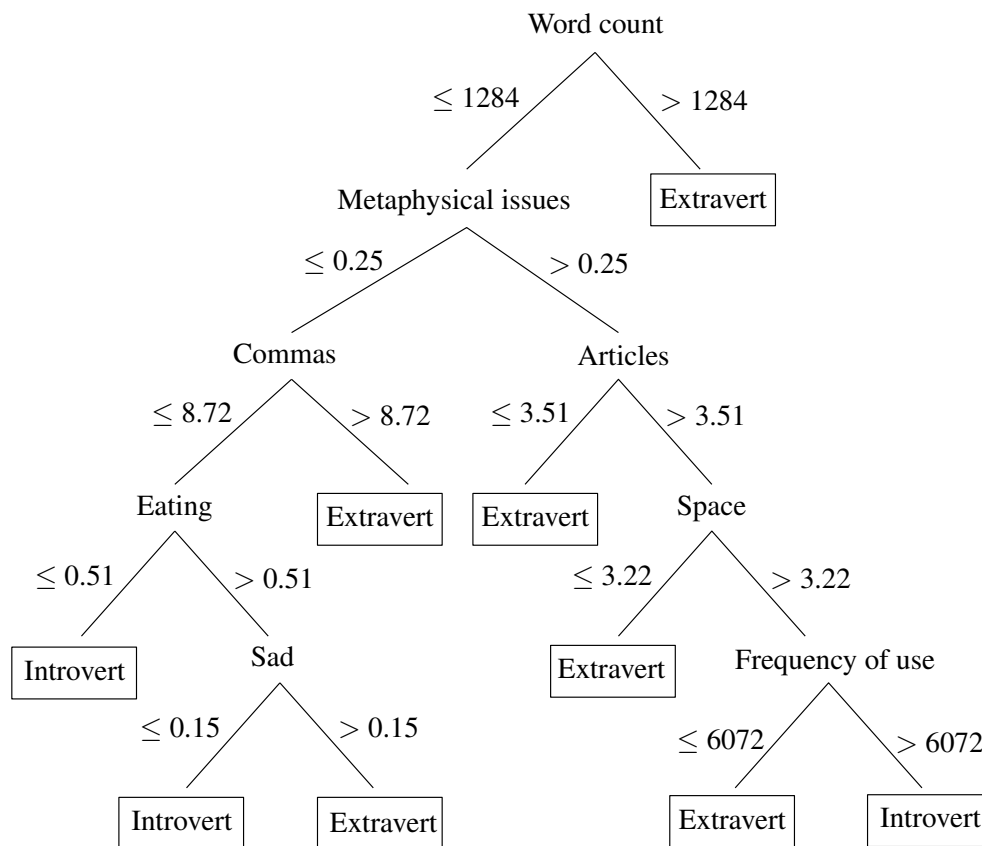 Word count
≤ 1284 > 1284
Metaphysical issues Extravert
≤ 0.25 > 0.25
Commas Articles
≤ 8.72 > 8.72 ≤ 3.51 > 3.51
Eating Extravert Extravert Space
≤ 0.51 > 0.51 ≤ 3.22 > 3.22
Introvert Sad Extravert Frequency of use
≤ 0.15 > 0.15 ≤ 6072 > 6072
Introvert Extravert Extravert Introvert